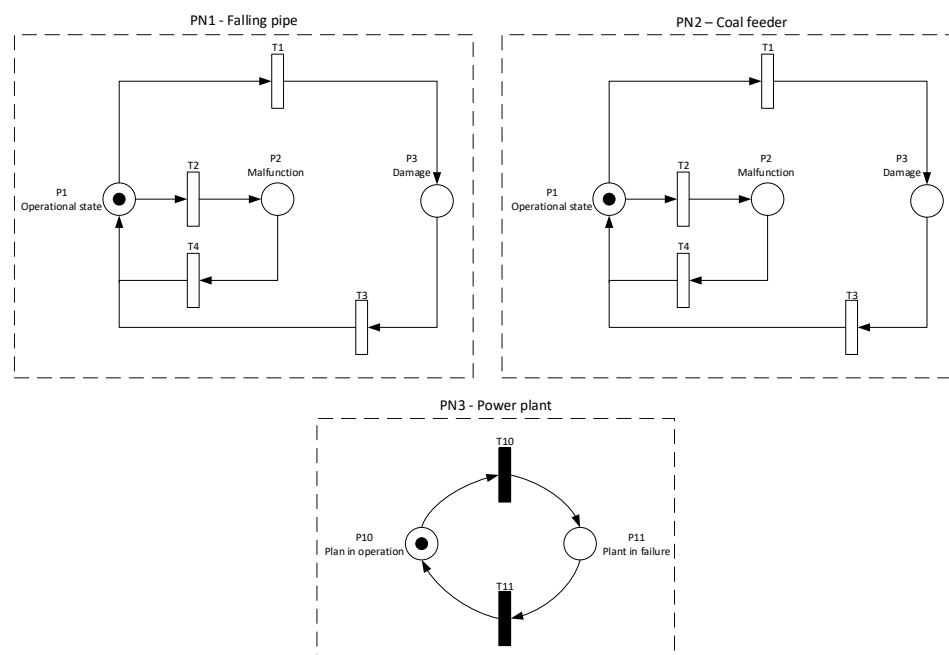 PN1 - Falling pipe
T1
P1
Operational state
T2
P2
Malfunction
P3
Damage
T4
T3
PN2 – Coal feeder
T1
P1
Operational state
T2
P2
Malfunction
P3
Damage
T4
T3
PN3 - Power plant
T10
P10
Plan in operation
P11
Plant in failure
T11